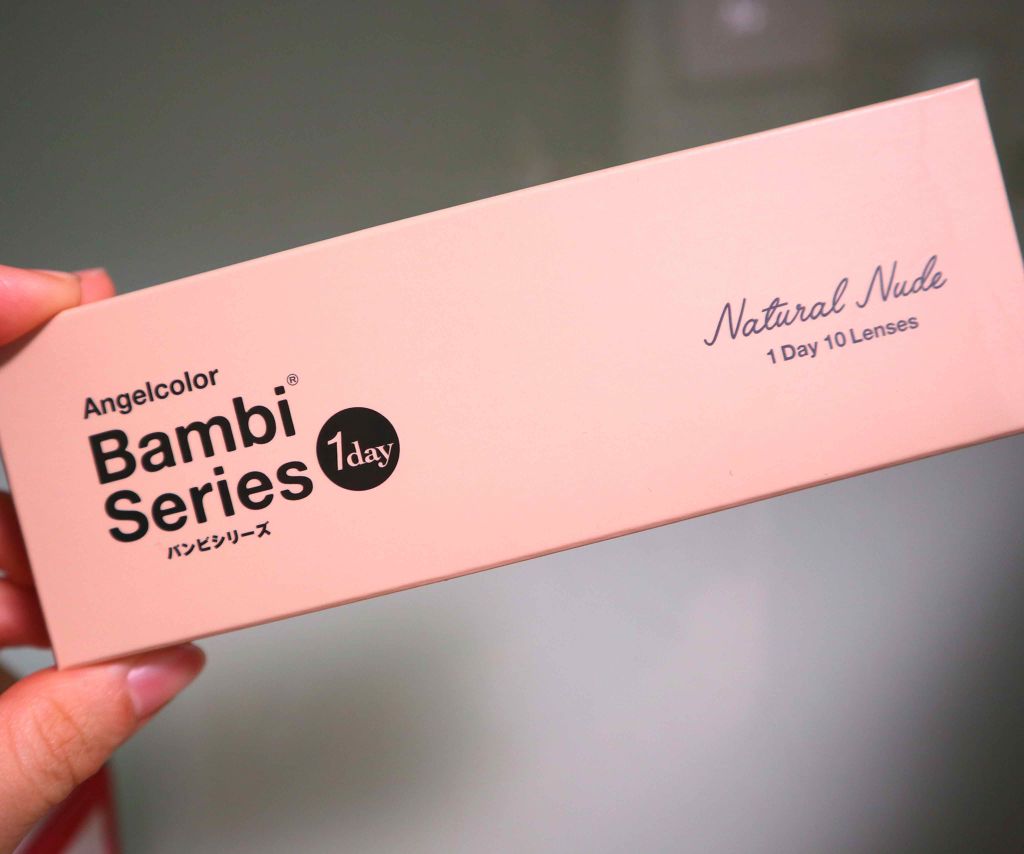 Angelcolor
Bambi®
Series
1day
バンビシリーズ
Natural Nude
1 Day 10 Lenses